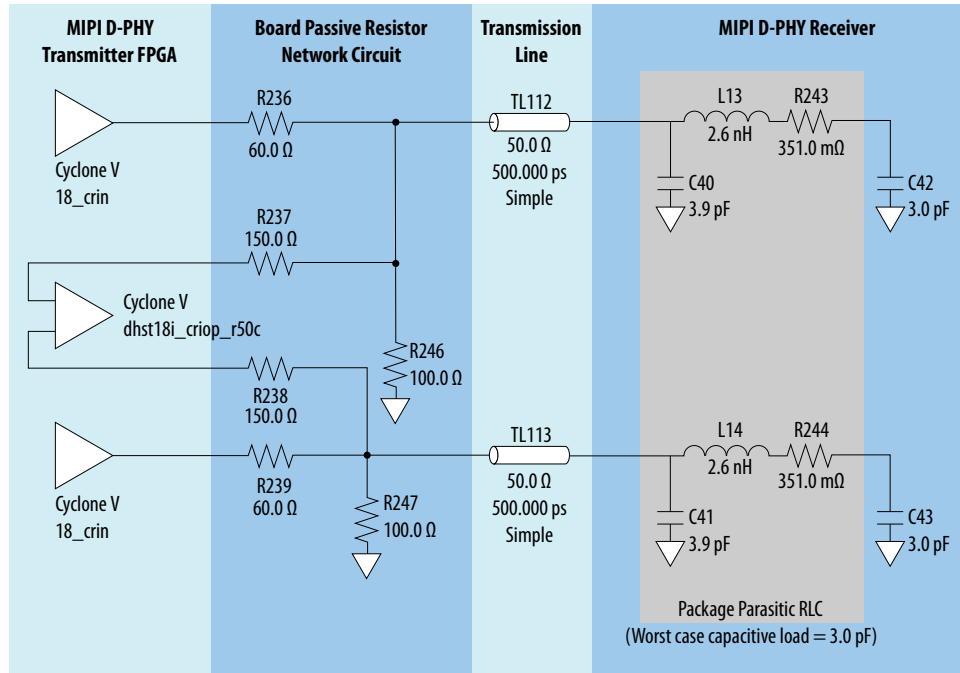 MIPI D-PHY
Transmitter FPGA
Board Passive Resistor
Network Circuit
Transmission
Line
MIPI D-PHY Receiver
R236
60.0 Ω
Cyclone V
18_crin
TL112
50.0 Ω
500.000 ps
Simple
L13
2.6 nH
R243
351.0 mΩ
C40
3.9 pF
C42
3.0 pF
R237
150.0 Ω
Cyclone V
dhst18i_criop_r50c
R246
100.0 Ω
R238
150.0 Ω
Cyclone V
18_crin
R239
60.0 Ω
R247
100.0 Ω
TL113
50.0 Ω
500.000 ps
Simple
L14
2.6 nH
R244
351.0 mΩ
C41
3.9 pF
C43
3.0 pF
Package Parasitic RLC
(Worst case capacitive load = 3.0 pF)